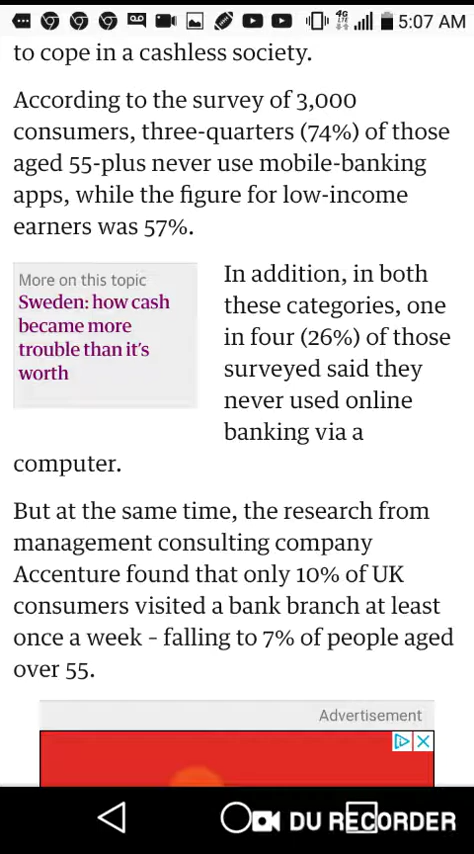 4G
LTE
5:07 AM
to cope in a cashless society.
According to the survey of 3,000
consumers, three-quarters (74%) of those
aged 55-plus never use mobile-banking
apps, while the figure for low-income
earners was 57%.
More on this topic
Sweden: how cash
became more
trouble than it's
worth
In addition, in both
these categories, one
in four (26%) of those
surveyed said they
never used online
banking via a
computer.
But at the same time, the research from
management consulting company
Accenture found that only 10% of UK
consumers visited a bank branch at least
once a week – falling to 7% of people aged
over 55.
Advertisement
DU RECORDER